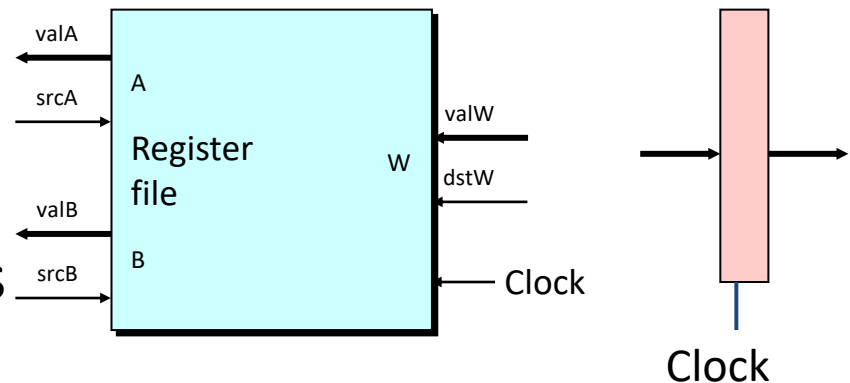 valA
A
srcA
Register
file
valB
B
srcB
s
valW
W
dstW
Clock
Clock